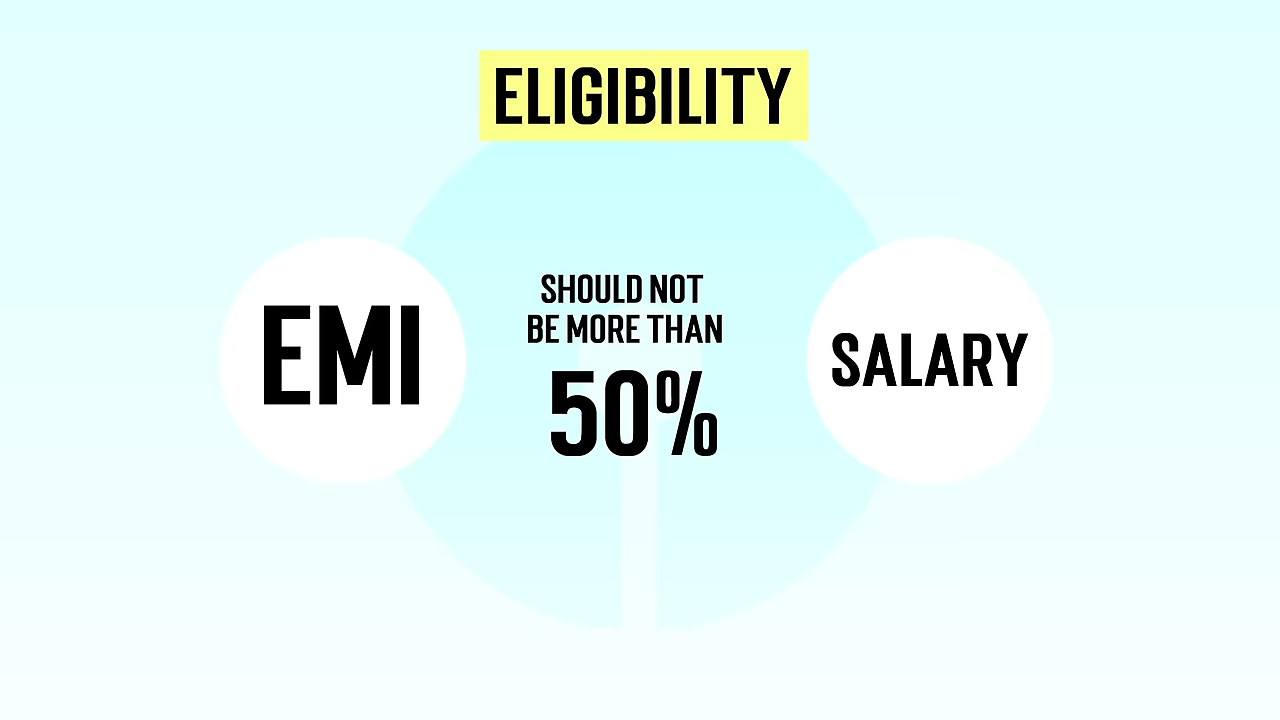 ELIGIBILITY
EMI
SHOULD NOT
BE MORE THAN
50%
SALARY